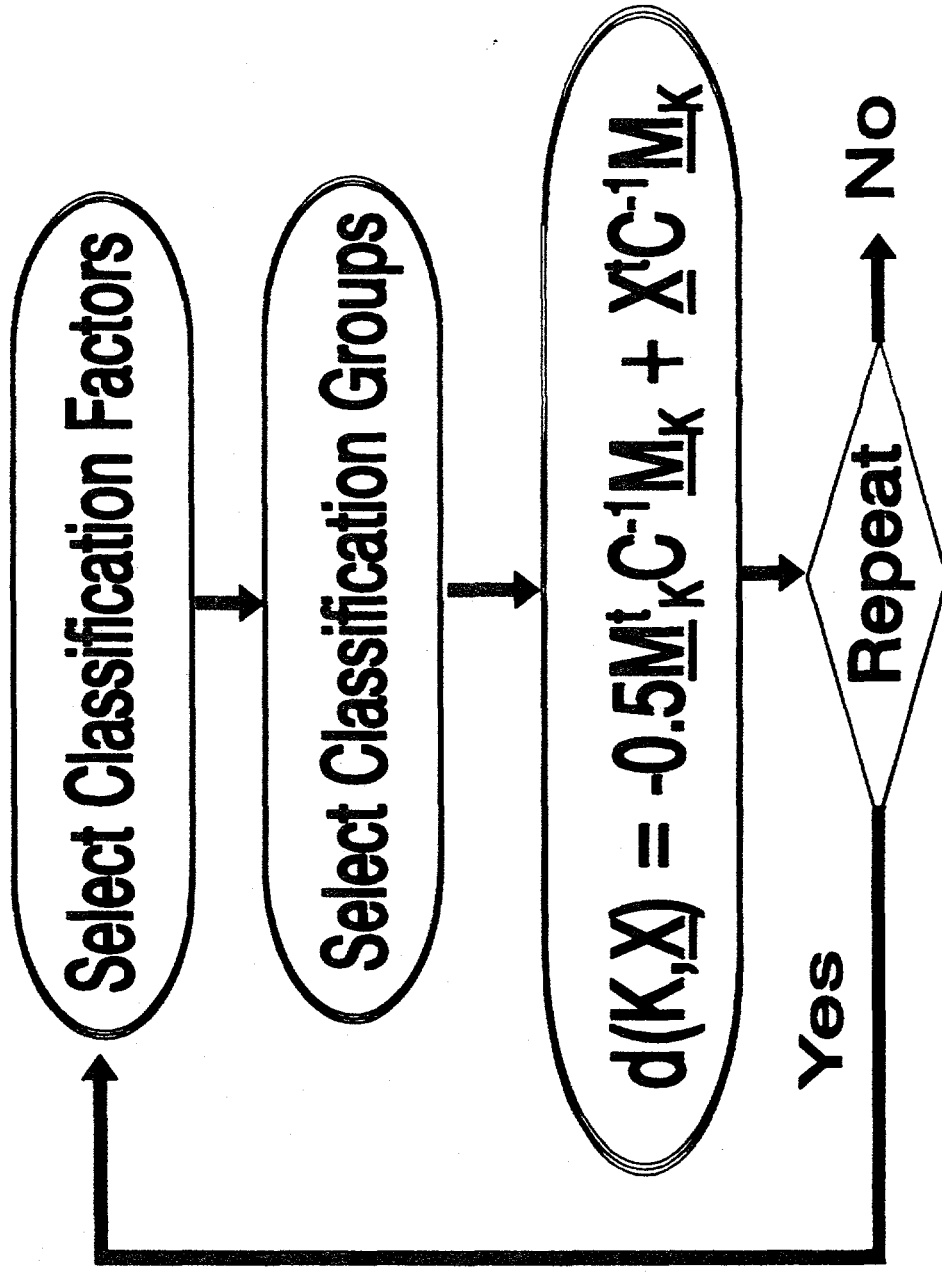 Select Classification Factors
Select Classification Groups
d(K,X) = -0.5MᵗₖC⁻¹Mₖ + XᵗC⁻¹Mₖ
Repeat
Yes
No